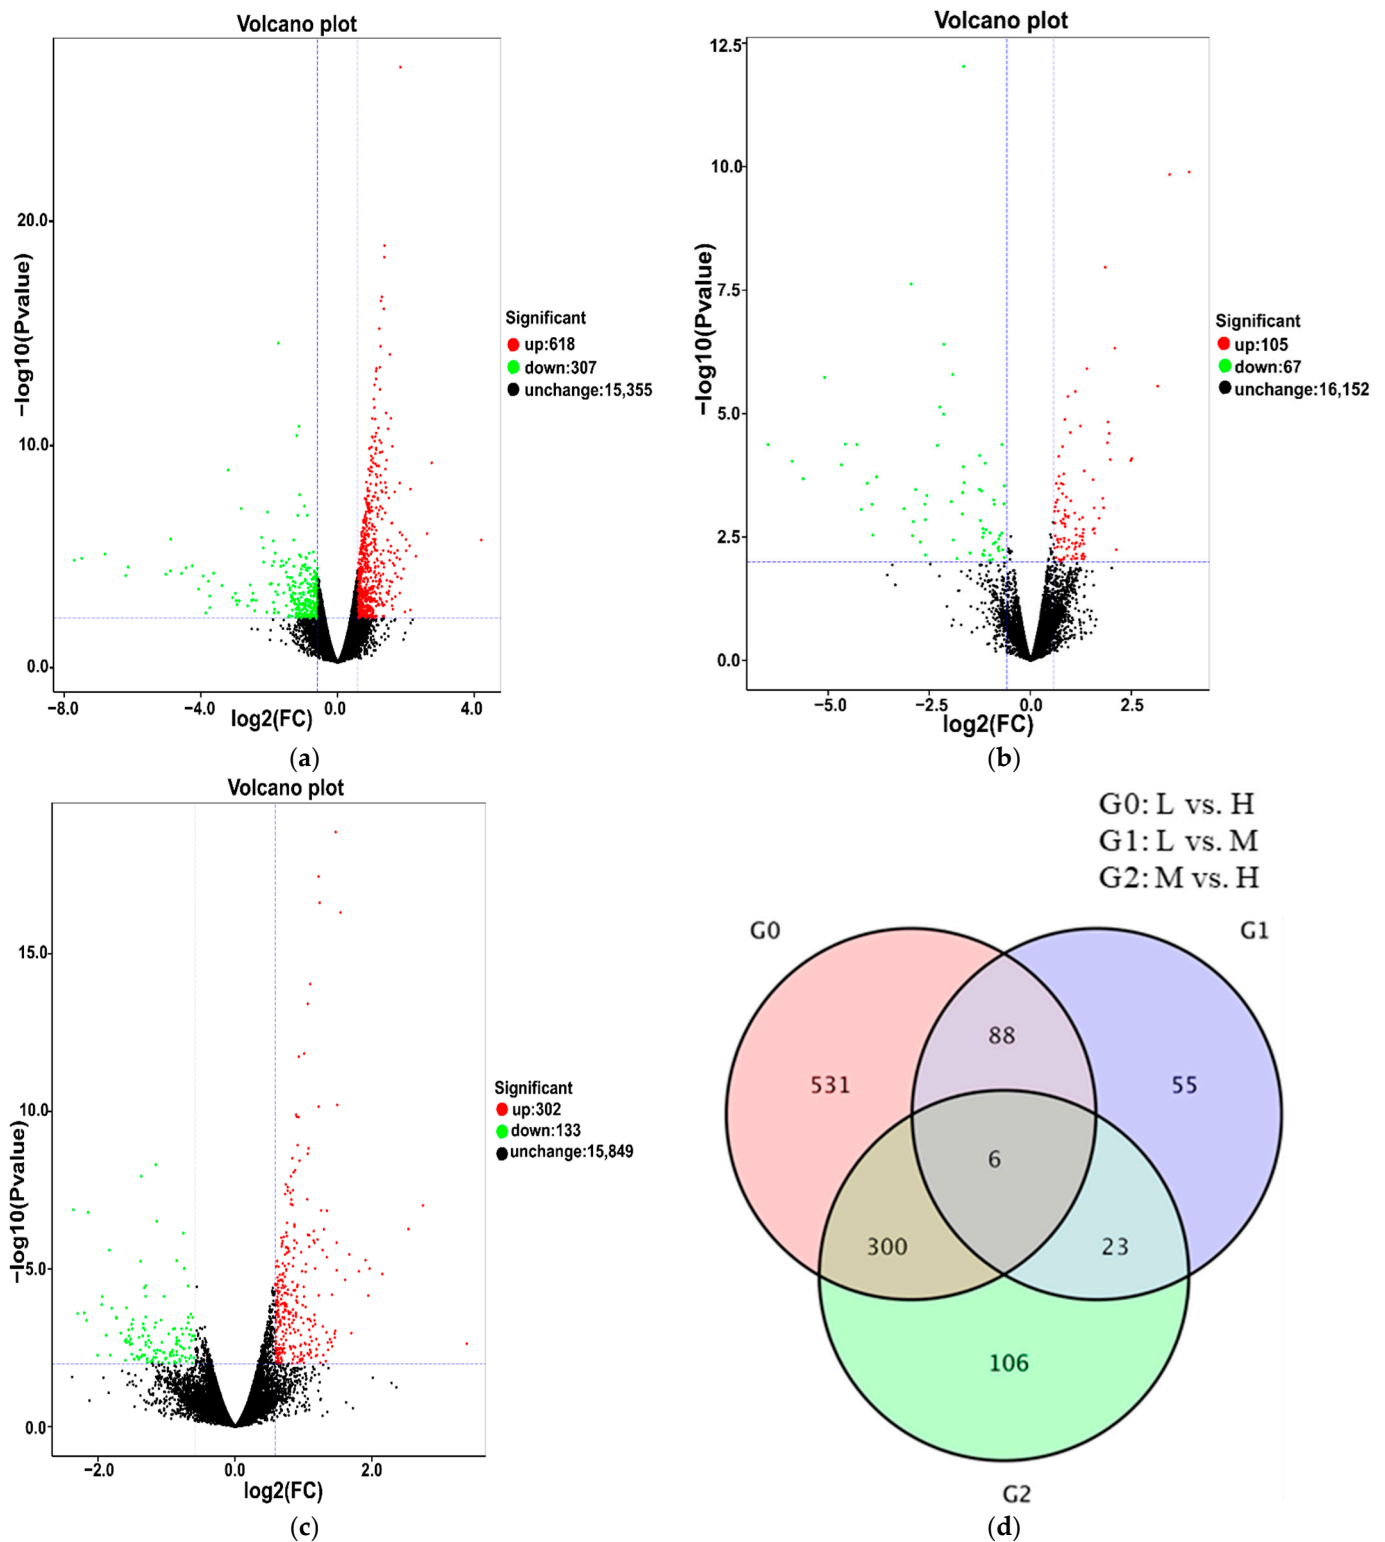 Volcano plot
20.0
10.0
0.0
−log10(Pvalue)
−8.0 −4.0 0.0 4.0
log2(FC)
Significant
up:618
down:307
unchange:15,355
(a)
Volcano plot
12.5
10.0
7.5
5.0
2.5
0.0
−log10(Pvalue)
−5.0 −2.5 0.0 2.5
log2(FC)
Significant
up:105
down:67
unchange:16,152
(b)
Volcano plot
15.0
10.0
5.0
0.0
−log10(Pvalue)
−2.0 0.0 2.0
log2(FC)
Significant
up:302
down:133
unchange:15,849
(c)
G0: L vs. H
G1: L vs. M
G2: M vs. H
G0 G1
88
531 55
6
300 23
106
G2
(d)